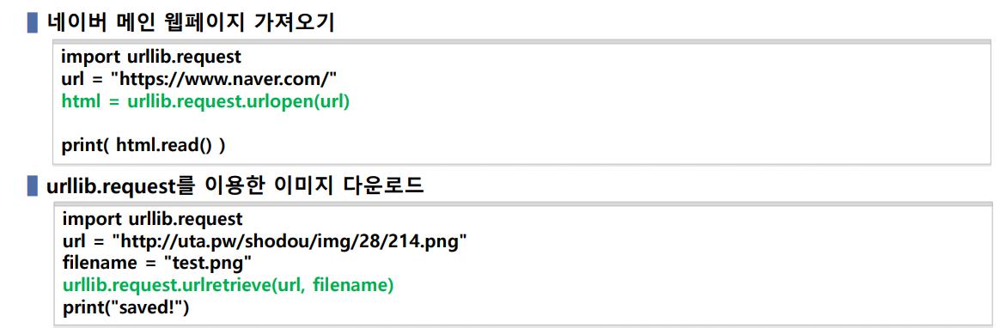 네이버 메인 웹페이지 가져오기
import urllib.request
url = "https://www.naver.com/"
html = urllib.request.urlopen(url)
print( html.read() )
urllib.request를 이용한 이미지 다운로드
import urllib.request
url = "http://uta.pw/shodou/img/28/214.png"
filename = "test.png"
urllib.request.urlretrieve(url, filename)
print("saved!")